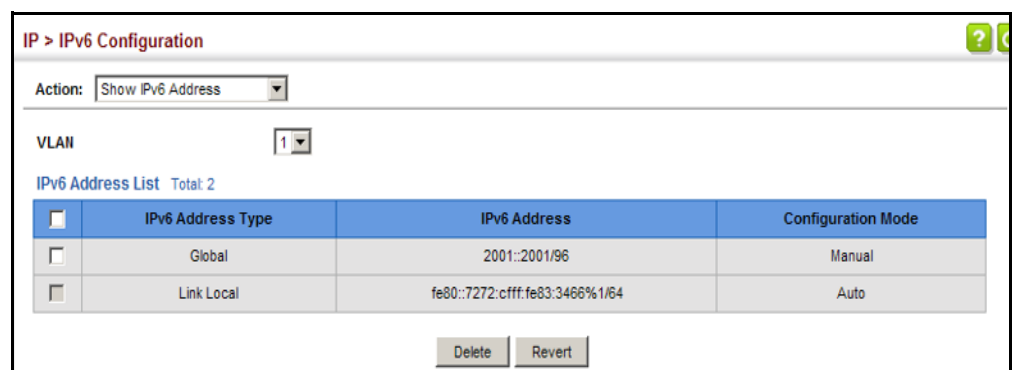 IP > IPv6 Configuration ?
Action: Show IPv6 Address
VLAN 1
IPv6 Address List Total: 2
IPv6 Address Type IPv6 Address Configuration Mode
Global 2001::2001/96 Manual
Link Local fe80::7272:cfff:fe83:3466%1/64 Auto
Delete Revert